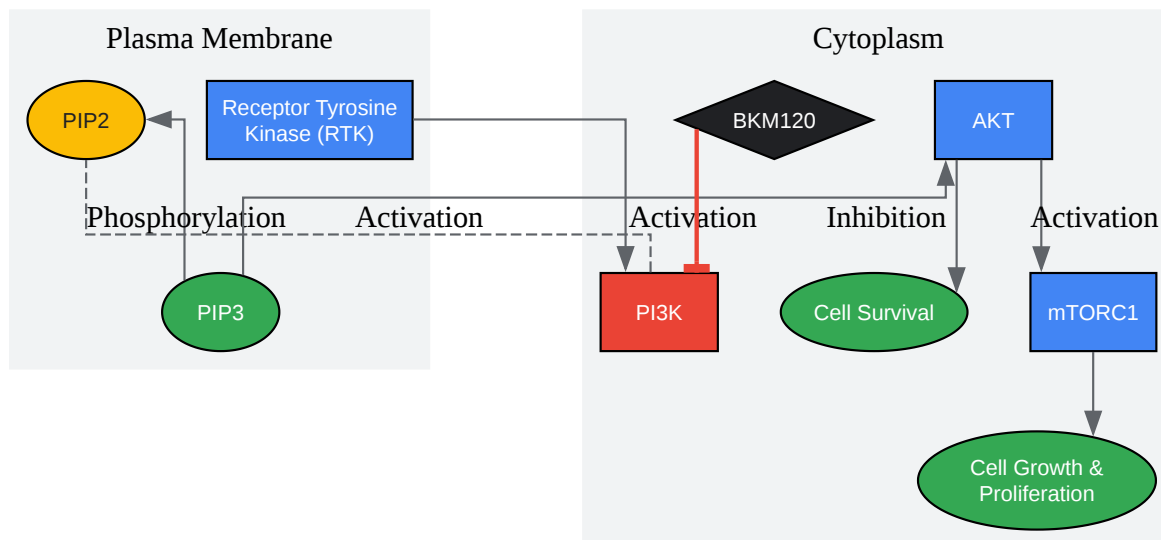 Plasma Membrane
Cytoplasm
PIP2
Receptor Tyrosine
Kinase (RTK)
BKM120
AKT
Phosphorylation
Activation
Activation
Inhibition
Activation
PIP3
PI3K
Cell Survival
mTORC1
Cell Growth &
Proliferation